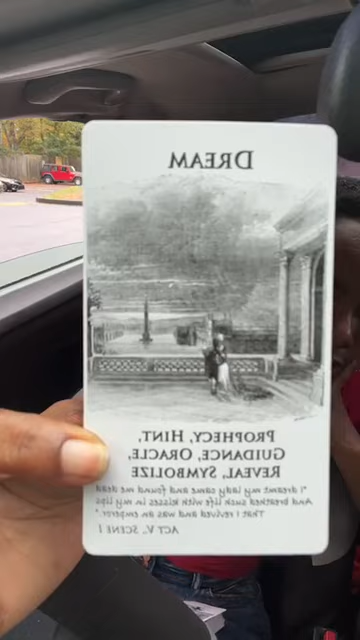 DREAM
PROPHECY, HINT,
GUIDANCE, ORACLE,
REVEAL, SYMBOLIZE
"I dreamt my lady came and found me dead
And breathed such life with kisses in my lips
That I revived and was an emperor."
ACT V, SCENE I